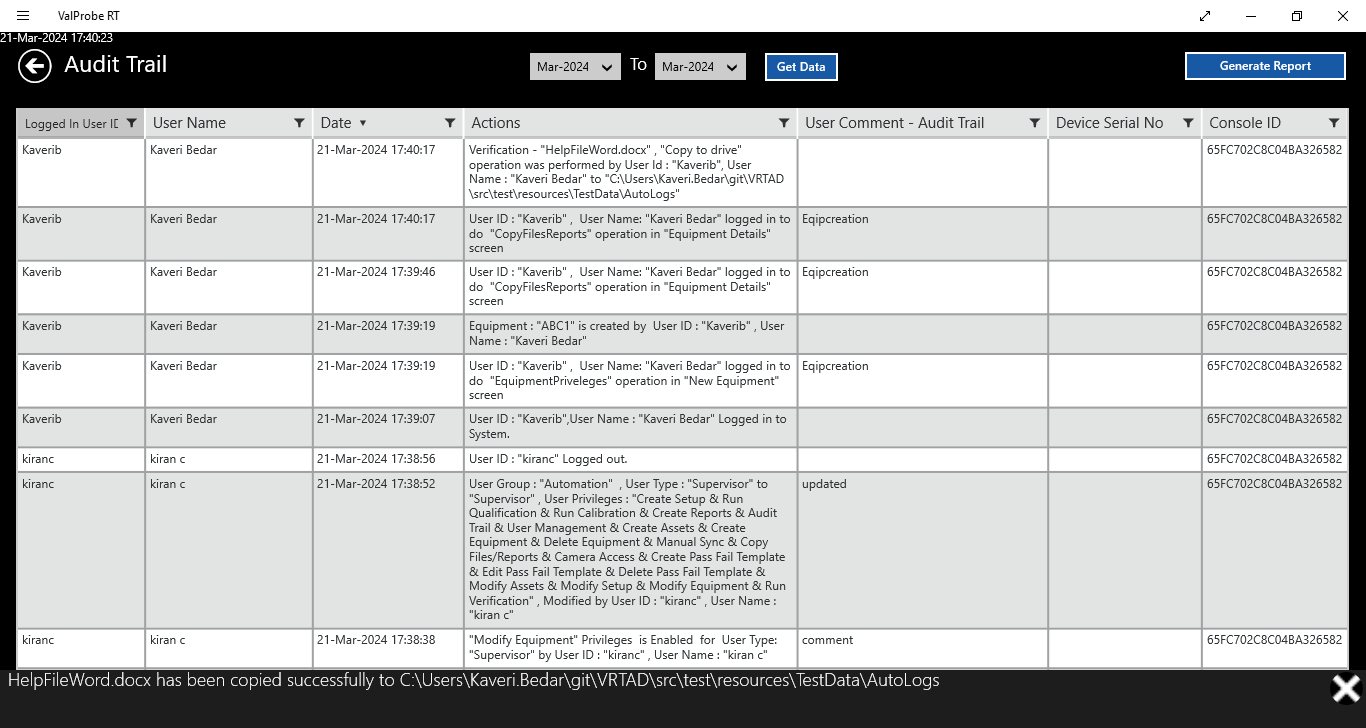 ValProbe RT
21-Mar-2024 17:40:23
Audit Trail
Mar-2024 To Mar-2024 Get Data Generate Report
Logged In User ID User Name Date Actions User Comment - Audit Trail Device Serial No Console ID
Kaverib Kaveri Bedar 21-Mar-2024 17:40:17 Verification - "HelpFileWord.docx" , "Copy to drive" 65FC702C8C04BA326582
operation was performed by User Id : "Kaverib", User
Name : "Kaveri Bedar" to "C:\Users\Kaveri.Bedar\git\VRTAD
\src\test\resources\TestData\AutoLogs"
Kaverib Kaveri Bedar 21-Mar-2024 17:40:17 User ID : "Kaverib" , User Name: "Kaveri Bedar" logged in to Eqipcreation 65FC702C8C04BA326582
do "CopyFilesReports" operation in "Equipment Details"
screen
Kaverib Kaveri Bedar 21-Mar-2024 17:39:46 User ID : "Kaverib" , User Name: "Kaveri Bedar" logged in to Eqipcreation 65FC702C8C04BA326582
do "CopyFilesReports" operation in "Equipment Details"
screen
Kaverib Kaveri Bedar 21-Mar-2024 17:39:19 Equipment : "ABC1" is created by User ID : "Kaverib" , User 65FC702C8C04BA326582
Name : "Kaveri Bedar"
Kaverib Kaveri Bedar 21-Mar-2024 17:39:19 User ID : "Kaverib" , User Name: "Kaveri Bedar" logged in to Eqipcreation 65FC702C8C04BA326582
do "EquipmentPriveleges" operation in "New Equipment"
screen
Kaverib Kaveri Bedar 21-Mar-2024 17:39:07 User ID : "Kaverib",User Name : "Kaveri Bedar" Logged in to 65FC702C8C04BA326582
System.
kiranc kiran c 21-Mar-2024 17:38:56 User ID : "kiranc" Logged out. 65FC702C8C04BA326582
kiranc kiran c 21-Mar-2024 17:38:52 User Group : "Automation" , User Type : "Supervisor" to updated 65FC702C8C04BA326582
"Supervisor" , User Privileges : "Create Setup & Run
Qualification & Run Calibration & Create Reports & Audit
Trail & User Management & Create Assets & Create
Equipment & Delete Equipment & Manual Sync & Copy
Files/Reports & Camera Access & Create Pass Fail Template
& Edit Pass Fail Template & Delete Pass Fail Template &
Modify Assets & Modify Setup & Modify Equipment & Run
Verification" , Modified by User ID : "kiranc" , User Name :
"kiran c"
kiranc kiran c 21-Mar-2024 17:38:38 "Modify Equipment" Privileges is Enabled for User Type: comment 65FC702C8C04BA326582
"Supervisor" by User ID : "kiranc" , User Name : "kiran c"
HelpFileWord.docx has been copied successfully to C:\Users\Kaveri.Bedar\git\VRTAD\src\test\resources\TestData\AutoLogs